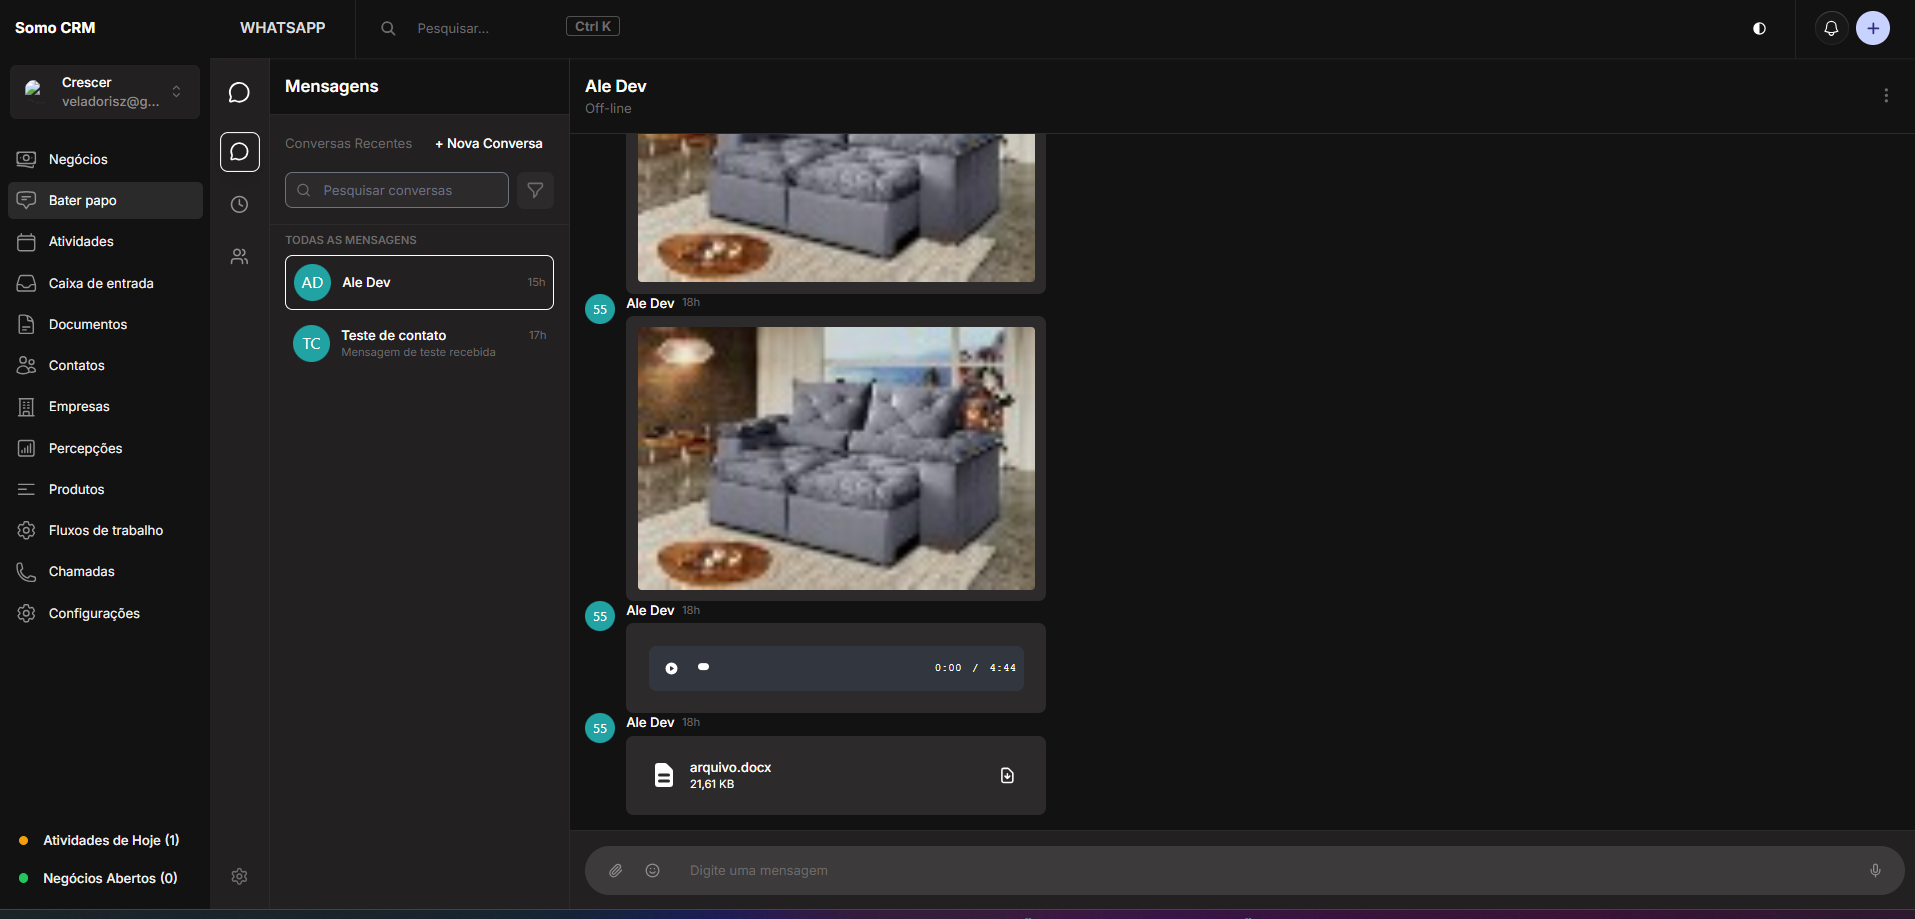 Somo CRM
WHATSAPP
Pesquisar...
Ctrl K
Crescer
veladorisz@g...
Negócios
Bater papo
Atividades
Caixa de entrada
Documentos
Contatos
Empresas
Percepções
Produtos
Fluxos de trabalho
Chamadas
Configurações
Atividades de Hoje (1)
Negócios Abertos (0)
Mensagens
Conversas Recentes
+ Nova Conversa
Pesquisar conversas
TODAS AS MENSAGENS
AD
Ale Dev
15h
TC
Teste de contato
17h
Mensagem de teste recebida
Ale Dev
Off-line
55
Ale Dev 18h
55
Ale Dev 18h
0:00 / 4:44
55
Ale Dev 18h
arquivo.docx
21,61 KB
Digite uma mensagem